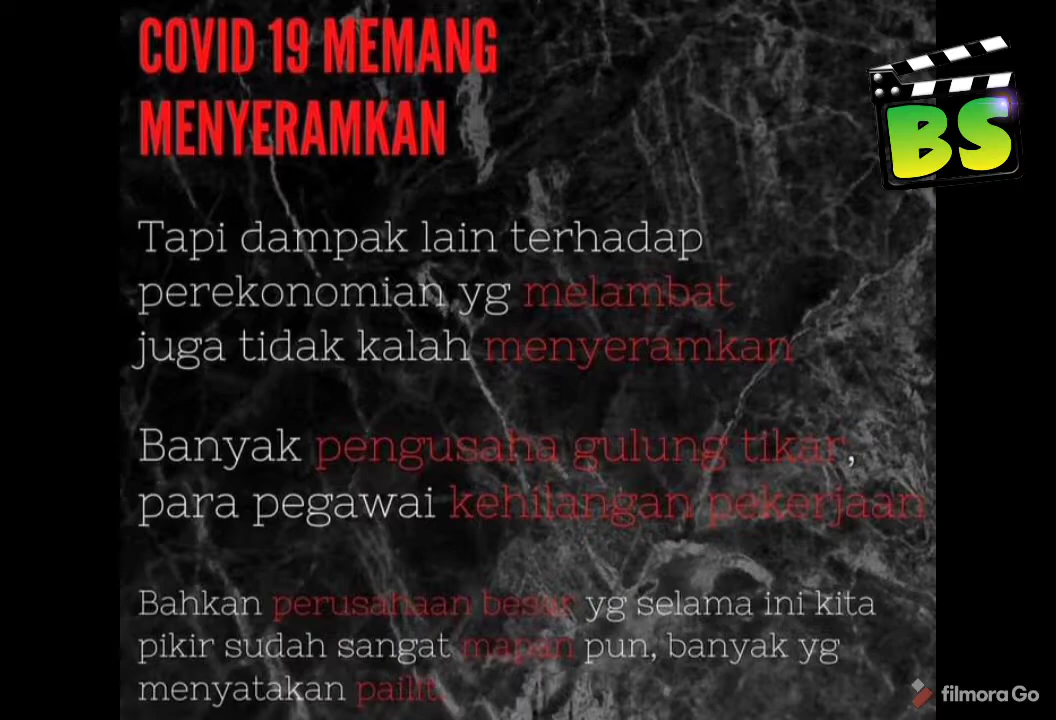 COVID 19 MEMANG
MENYERAMKAN
BS
Tapi dampak lain terhadap
perekonomian yg melambat
juga tidak kalah menyeramkan
Banyak pengusaha gulung tikar,
para pegawai kehilangan pekerjaan
Bahkan perusahaan besar yg selama ini kita
pikir sudah sangat mapan pun, banyak yg
menyatakan pailit.
filmoraGo